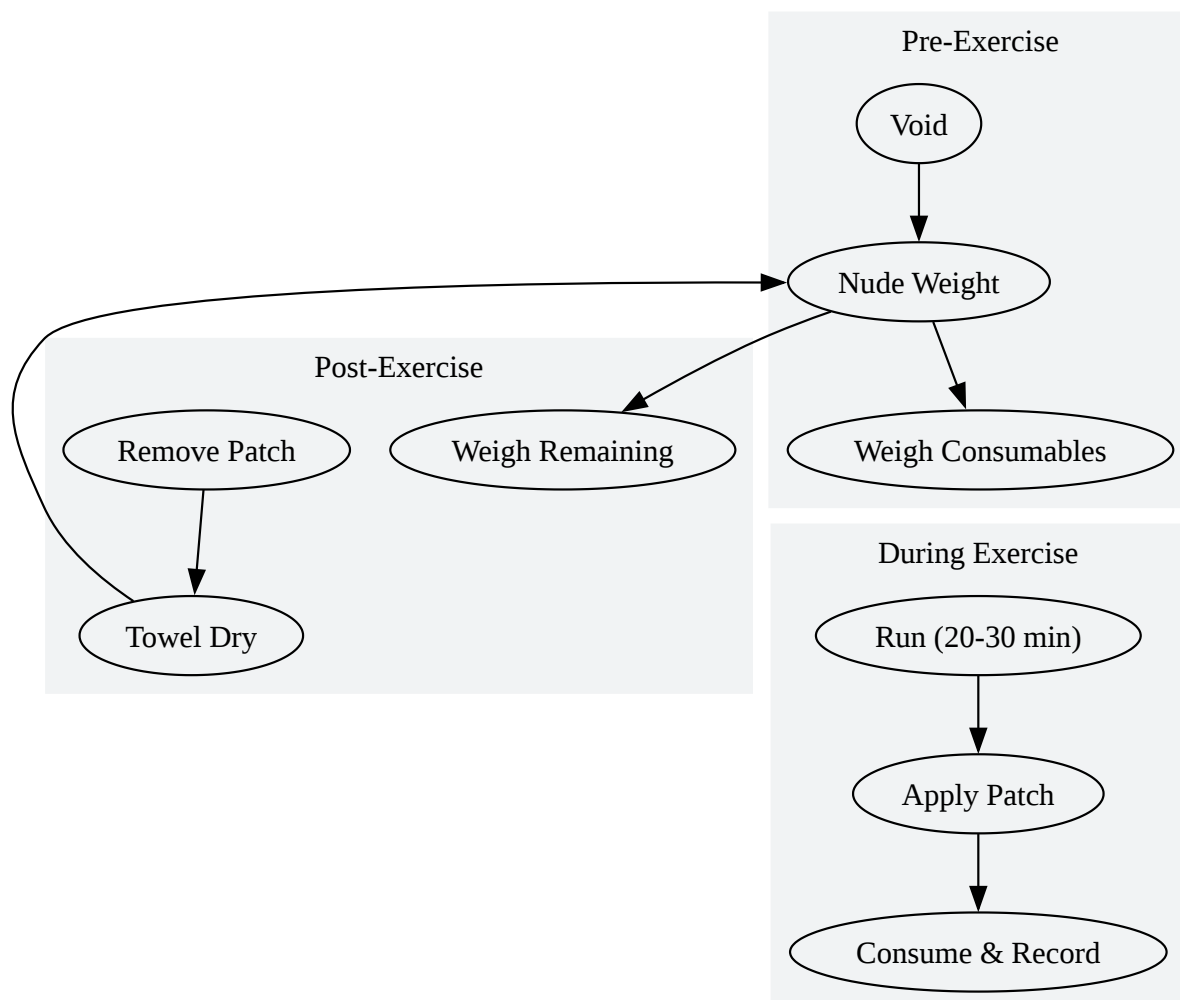 Pre-Exercise
Void
Nude Weight
Weigh Consumables
Post-Exercise
Remove Patch
Weigh Remaining
Towel Dry
During Exercise
Run (20-30 min)
Apply Patch
Consume & Record